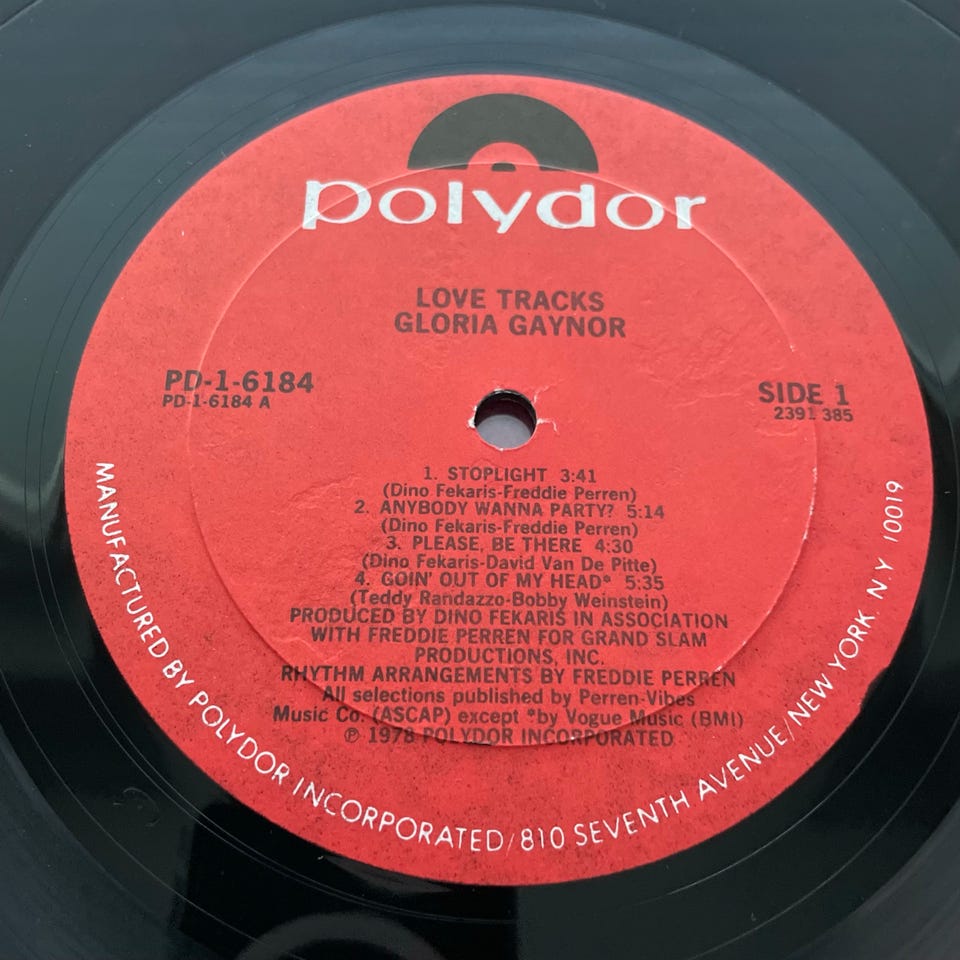 polydor
LOVE TRACKS
GLORIA GAYNOR
PD-1-6184
PD-1-6184 A
SIDE 1
2391 385
1. STOPLIGHT 3:41
(Dino Fekaris-Freddie Perren)
2. ANYBODY WANNA PARTY? 5:14
(Dino Fekaris-Freddie Perren)
3. PLEASE, BE THERE 4:30
(Dino Fekaris-David Van De Pitte)
4. GOIN' OUT OF MY HEAD* 5:35
(Teddy Randazzo-Bobby Weinstein)
PRODUCED BY DINO FEKARIS IN ASSOCIATION
WITH FREDDIE PERREN FOR GRAND SLAM
PRODUCTIONS, INC.
RHYTHM ARRANGEMENTS BY FREDDIE PERREN
All selections published by Perren-Vibes
Music Co. (ASCAP) except *by Vogue Music (BMI)
℗ 1978 POLYDOR INCORPORATED
MANUFACTURED BY POLYDOR INCORPORATED/810 SEVENTH AVENUE/NEW YORK, N.Y 10019